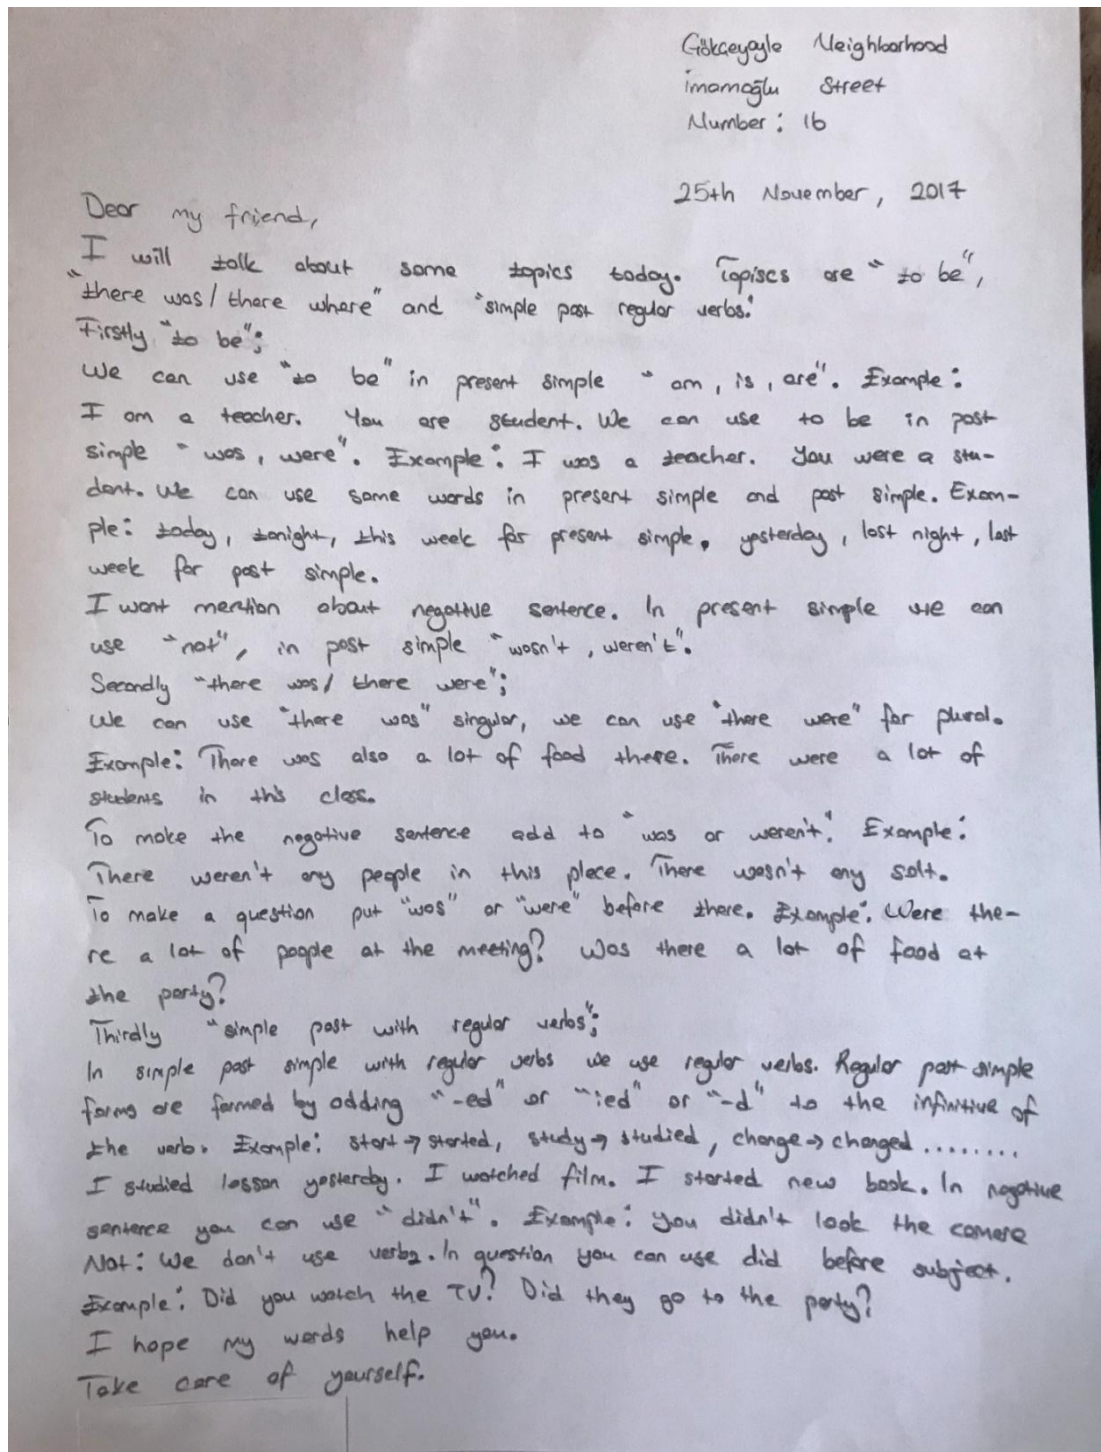 Gökçeyayla Neighborhood
imamoğlu Street
Number: 16
25th November, 2017
Dear my friend,
I will talk about some topics today. Topiscs are "to be",
"there was / there where" and "simple past regular verbs."
Firstly "to be";
We can use "to be" in present simple "am, is, are". Example:
I am a teacher. You are student. We can use to be in past
simple "was, were". Example: I was a teacher. You were a stu-
dent. We can use some words in present simple and past simple. Exam-
ple: today, tonight, this week for present simple, yesterday, last night, last
week for past simple.
I want mention about negative sentence. In present simple we can
use "not", in past simple "wasn't, weren't".
Secondly "there was / there were";
We can use "there was" singular, we can use "there were" for plural.
Example: There was also a lot of food there. There were a lot of
students in this class.
To make the negative sentence add to "was or weren't." Example:
There weren't any people in this place. There wasn't any salt.
To make a question put "was" or "were" before there. Example: Were the-
re a lot of people at the meeting? Was there a lot of food at
the party?
Thirdly "simple past with regular verbs";
In simple past simple with regular verbs we use regular verbs. Regular past simple
forms are formed by adding "-ed" or "-ied" or "-d" to the infinitive of
the verb. Example: start → started, study → studied, change → changed ........
I studied lesson yesterday. I watched film. I started new book. In negative
sentence you can use "didn't". Example: You didn't look the camera
Not: We don't use verb2. In question you can use did before subject.
Example: Did you watch the TV? Did they go to the party?
I hope my words help you.
Take care of yourself.